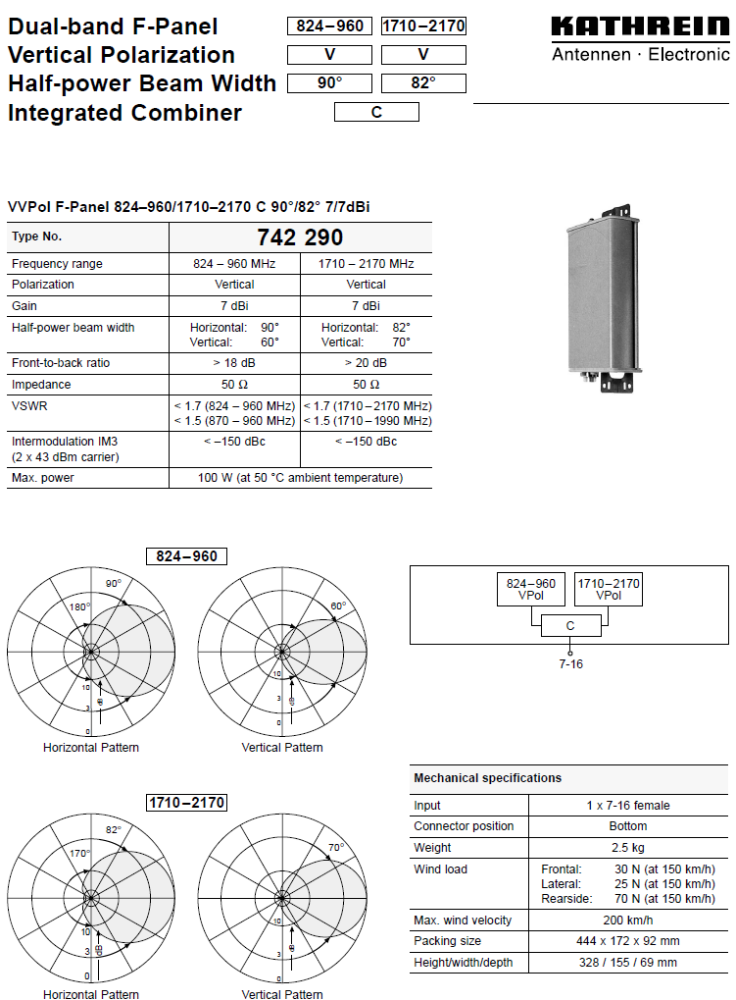 Dual-band F-Panel 824–960 1710–2170
Vertical Polarization V V
Half-power Beam Width 90° 82°
Integrated Combiner C
KATHREIN
Antennen · Electronic
VVPol F-Panel 824–960/1710–2170 C 90°/82° 7/7dBi
Type No. 742 290
Frequency range 824 – 960 MHz 1710 – 2170 MHz
Polarization Vertical Vertical
Gain 7 dBi 7 dBi
Half-power beam width Horizontal: 90° Horizontal: 82°
Vertical: 60° Vertical: 70°
Front-to-back ratio > 18 dB > 20 dB
Impedance 50 Ω 50 Ω
VSWR < 1.7 (824 – 960 MHz) < 1.7 (1710 – 2170 MHz)
< 1.5 (870 – 960 MHz) < 1.5 (1710 – 1990 MHz)
Intermodulation IM3 < –150 dBc < –150 dBc
(2 x 43 dBm carrier)
Max. power 100 W (at 50 °C ambient temperature)
824–960
90°
180°
10
3
0
dB
Horizontal Pattern
60°
10
3
0
dB
Vertical Pattern
1710–2170
82°
170°
10
3
0
dB
Horizontal Pattern
70°
10
3
0
dB
Vertical Pattern
824–960 1710–2170
VPol VPol
C
7-16
Mechanical specifications
Input 1 x 7-16 female
Connector position Bottom
Weight 2.5 kg
Wind load Frontal: 30 N (at 150 km/h)
Lateral: 25 N (at 150 km/h)
Rearside: 70 N (at 150 km/h)
Max. wind velocity 200 km/h
Packing size 444 x 172 x 92 mm
Height/width/depth 328 / 155 / 69 mm